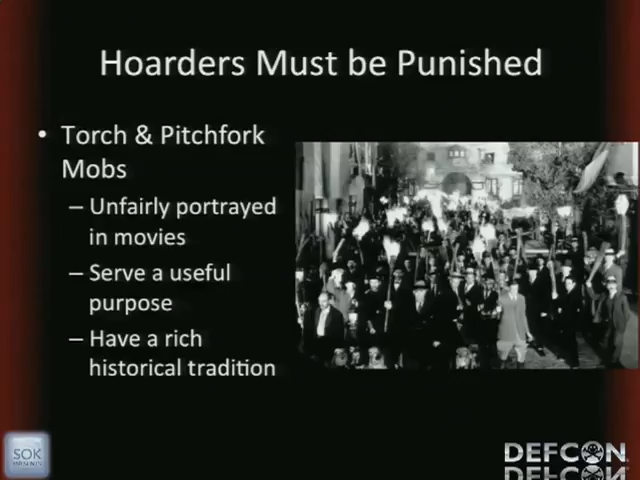 Hoarders Must be Punished
• Torch & Pitchfork
Mobs
– Unfairly portrayed
in movies
– Serve a useful
purpose
– Have a rich
historical tradition
SOK
DEFCON